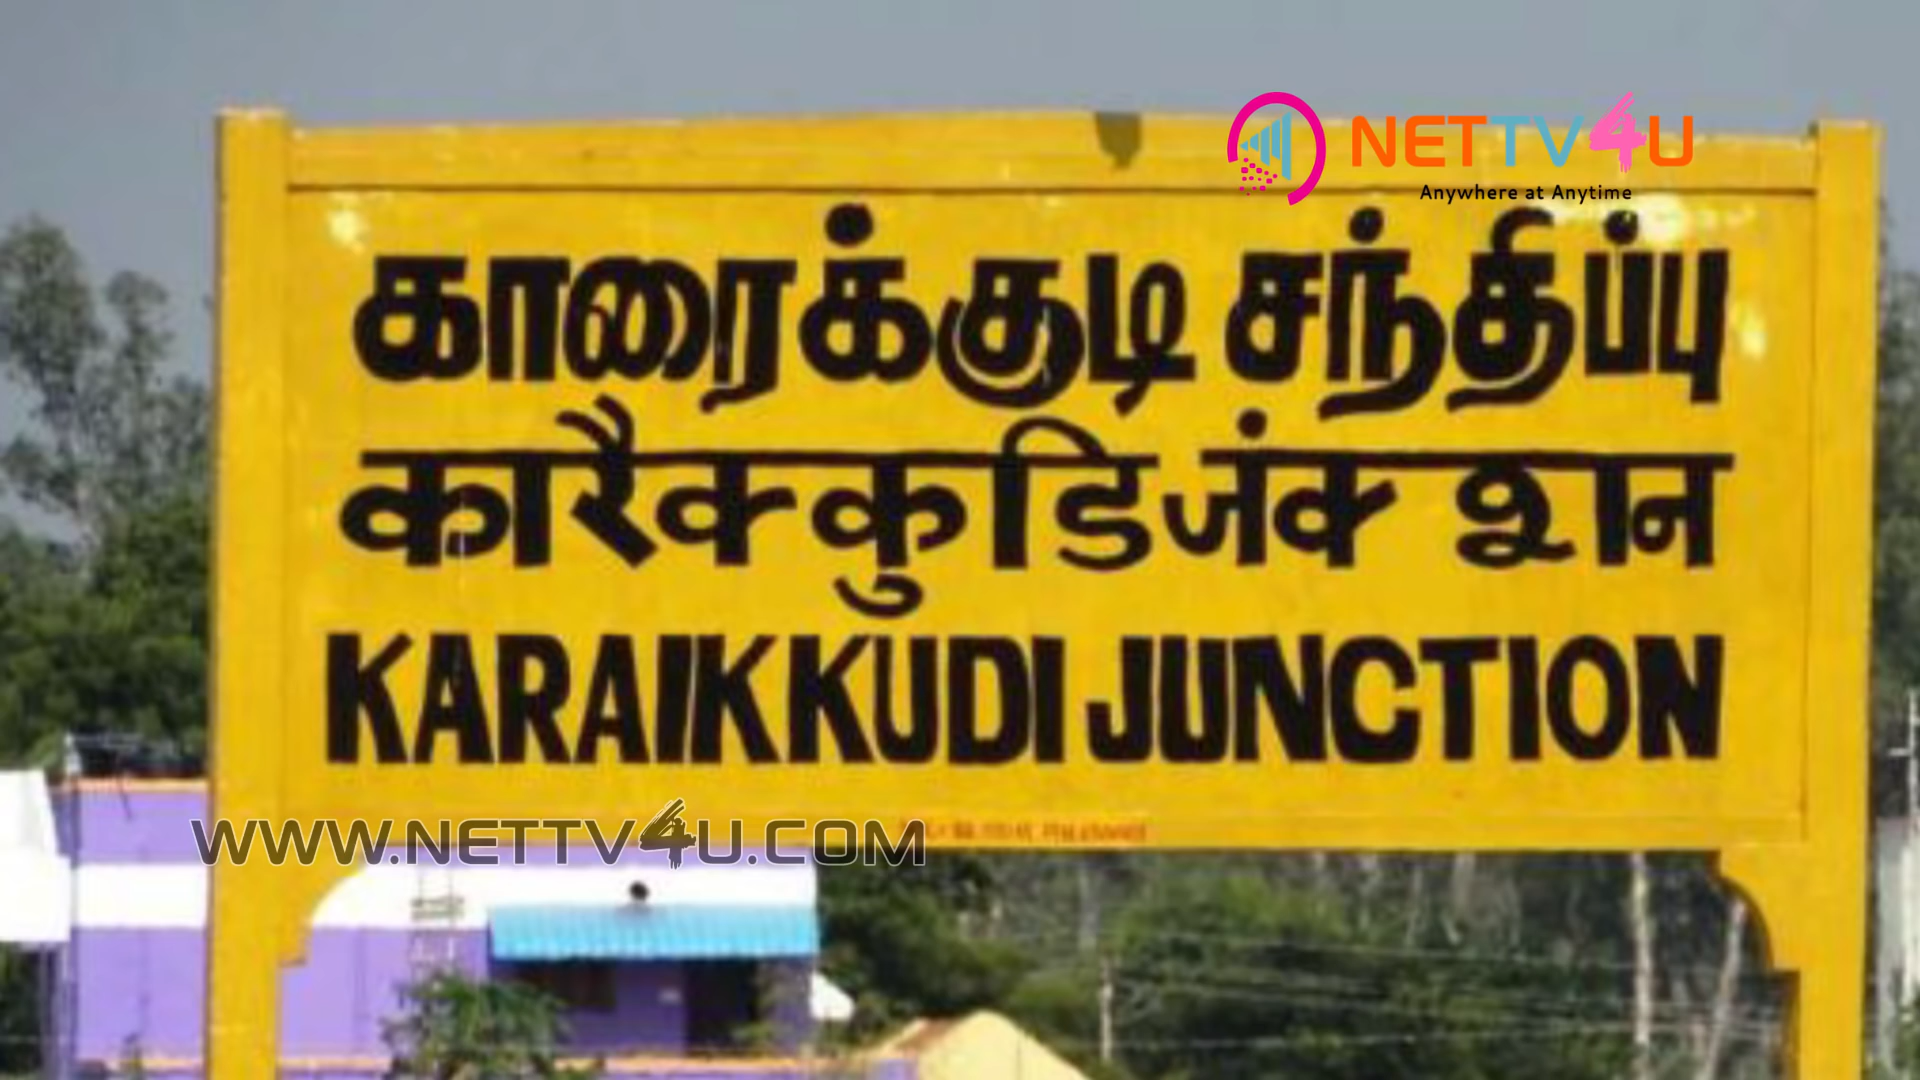 NETTV4U
Anywhere at Anytime
காரைக்குடி சந்திப்பு
कारैक्कुडि जंक्शन
KARAIKKUDI JUNCTION
WWW.NETTV4U.COM